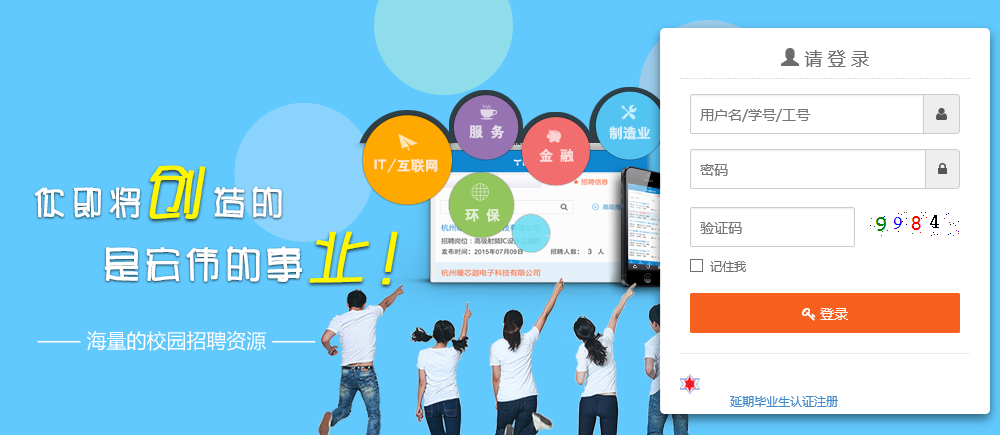 你即将创造的
是宏伟的事业！
海量的校园招聘资源
IT/互联网
服 务
金 融
制造业
环 保
招聘信息
招聘岗位：高级射频IC设计
发布时间：2015年07月09日 招聘人数： 3 人
杭州暖芯迦电子科技有限公司
请登录
用户名/学号/工号
密码
验证码
9984
记住我
登录
延期毕业生认证注册